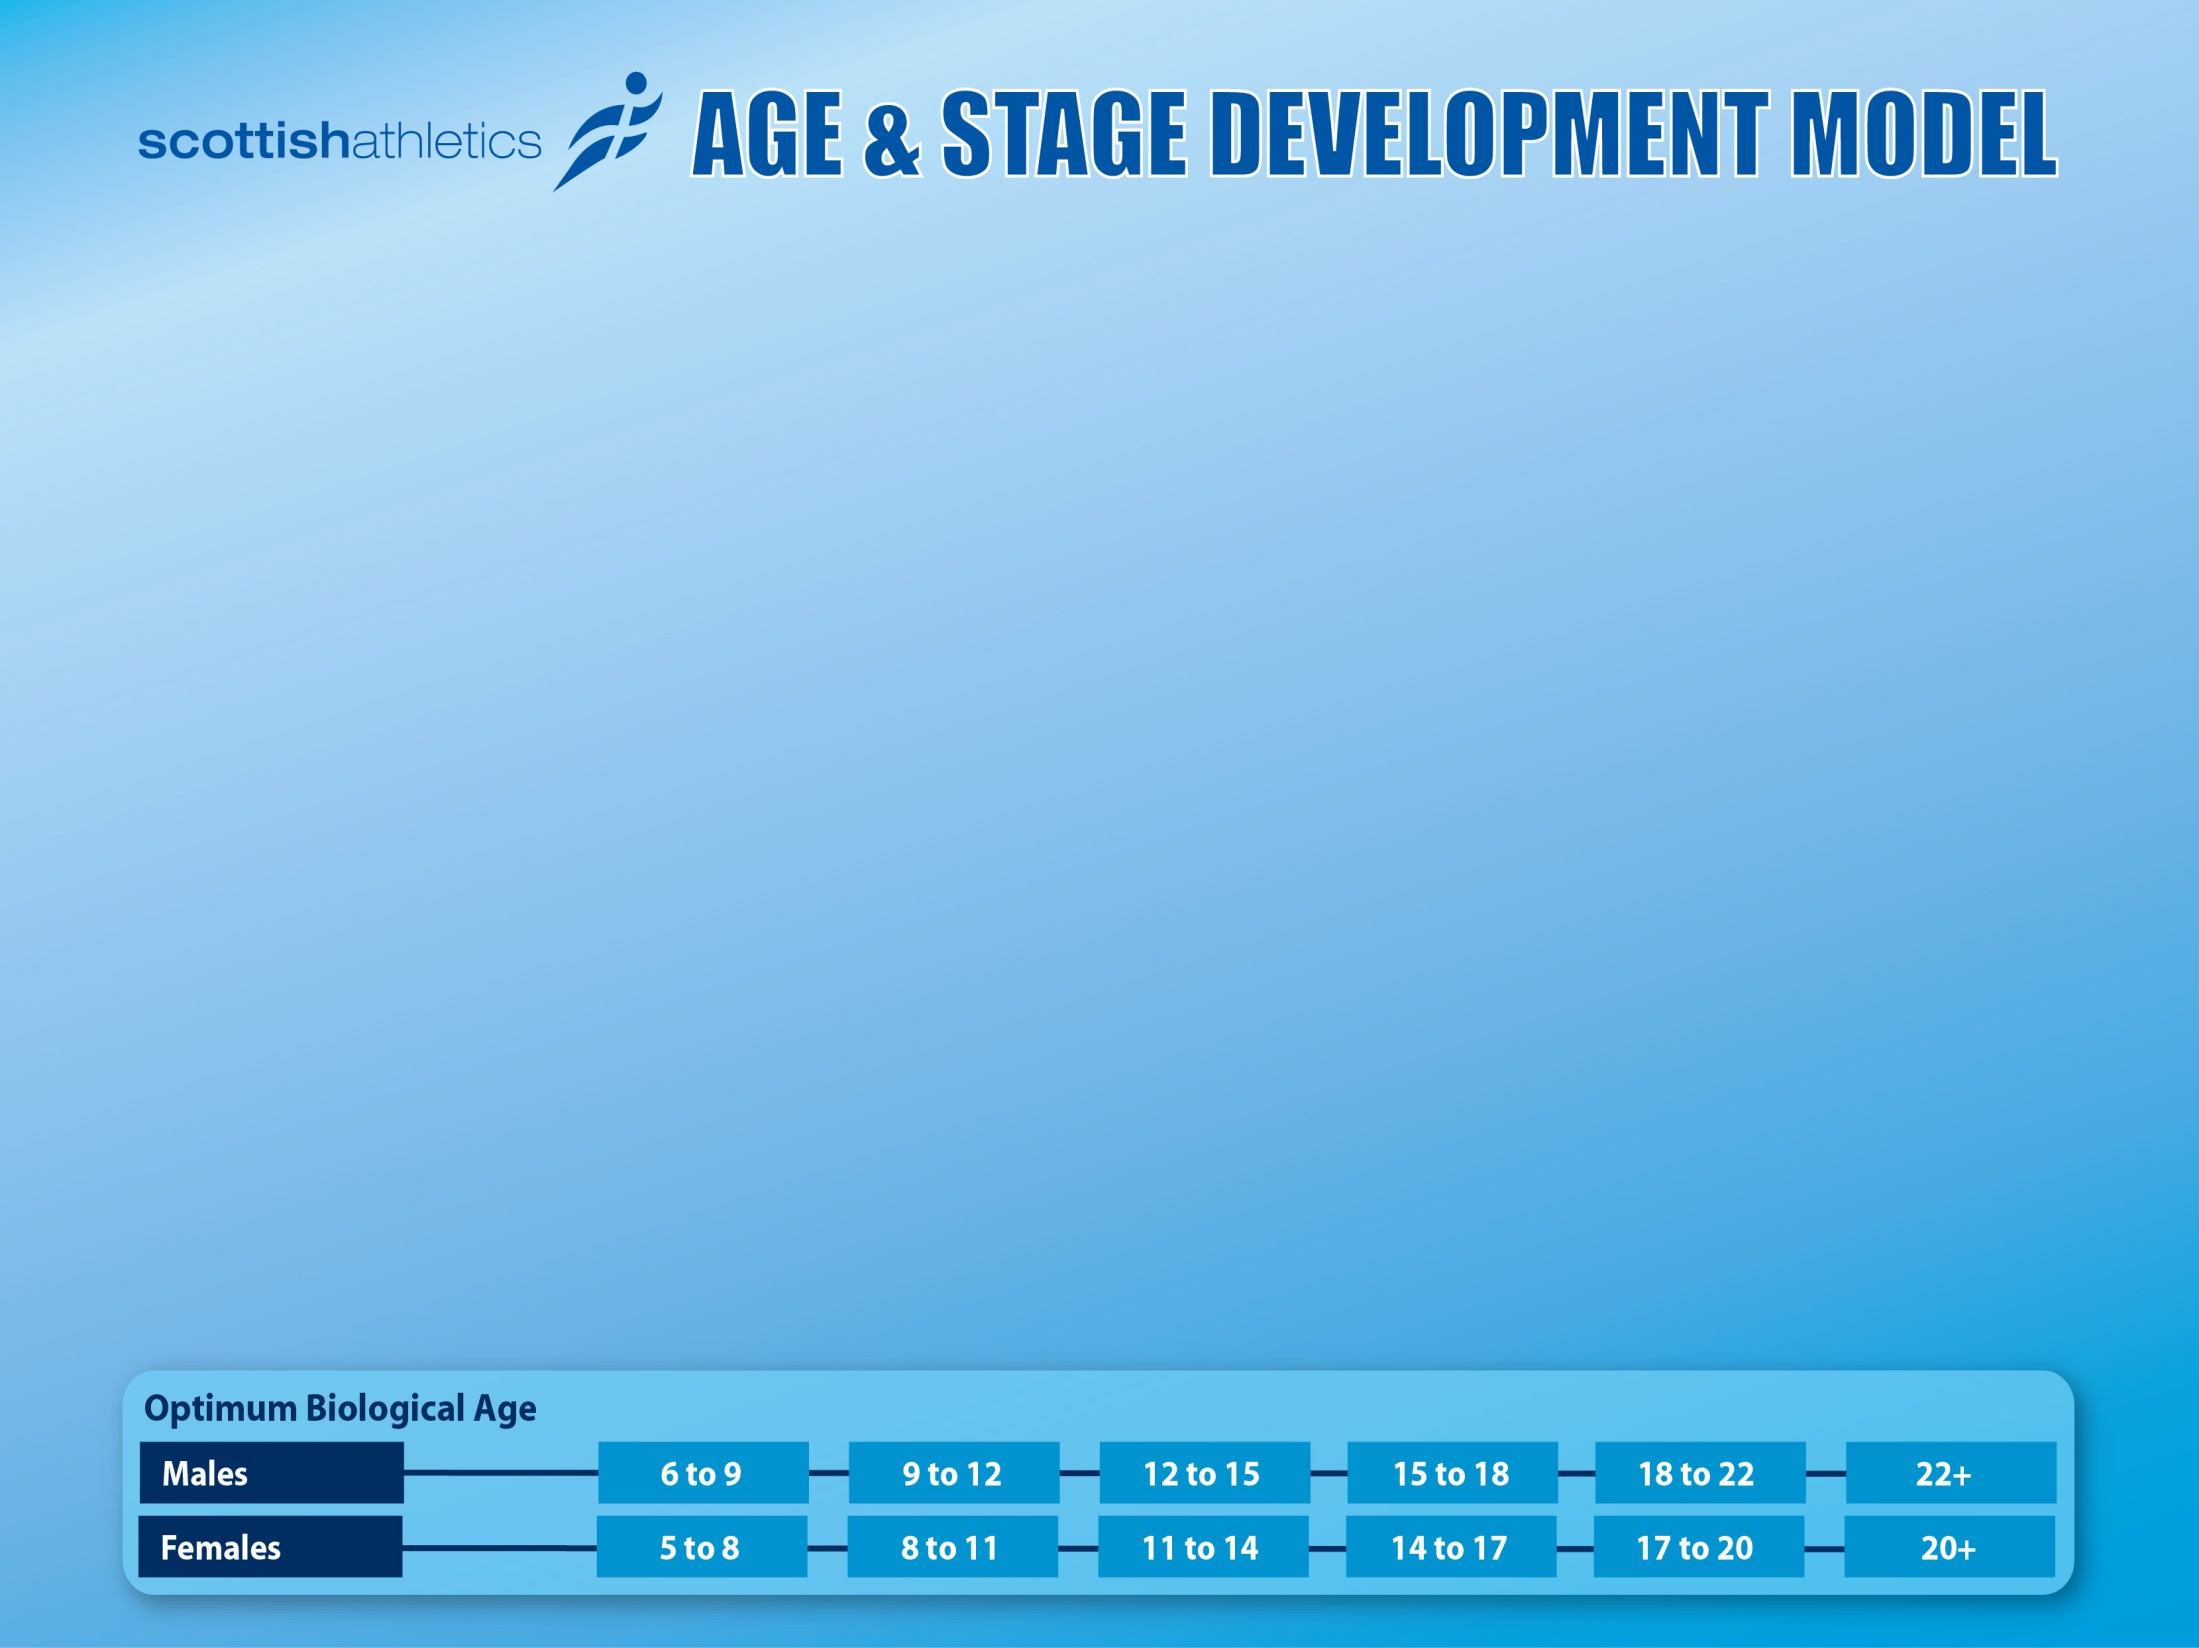 scottishathletics AGE & STAGE DEVELOPMENT MODEL
Optimum Biological Age
Males 6 to 9 9 to 12 12 to 15 15 to 18 18 to 22 22+
Females 5 to 8 8 to 11 11 to 14 14 to 17 17 to 20 20+